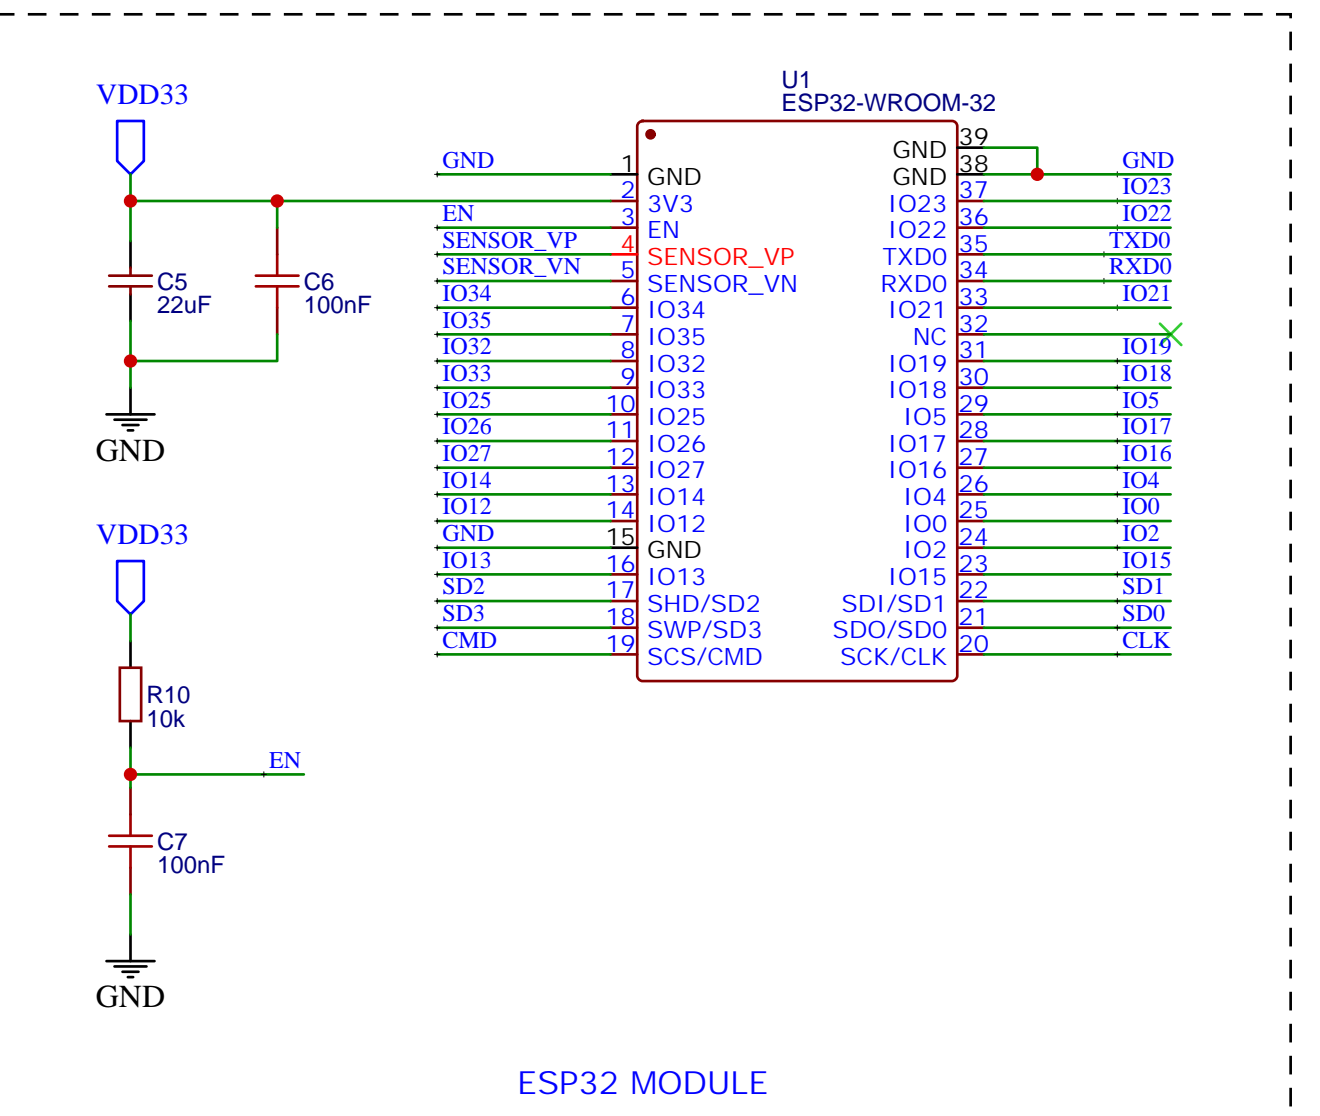 VDD33
C5
22uF
C6
100nF
GND
VDD33
R10
10k
EN
C7
100nF
GND
U1
ESP32-WROOM-32
GND 1 GND
2 3V3
EN 3 EN
SENSOR_VP 4 SENSOR_VP
SENSOR_VN 5 SENSOR_VN
IO34 6 IO34
IO35 7 IO35
IO32 8 IO32
IO33 9 IO33
IO25 10 IO25
IO26 11 IO26
IO27 12 IO27
IO14 13 IO14
IO12 14 IO12
GND 15 GND
IO13 16 IO13
SD2 17 SHD/SD2
SD3 18 SWP/SD3
CMD 19 SCS/CMD
GND 39
GND 38 GND
IO23 37 IO23
IO22 36 IO22
TXD0 35 TXD0
RXD0 34 RXD0
IO21 33 IO21
NC 32
IO19 31 IO19
IO18 30 IO18
IO5 29 IO5
IO17 28 IO17
IO16 27 IO16
IO4 26 IO4
IO0 25 IO0
IO2 24 IO2
IO15 23 IO15
SDI/SD1 22 SD1
SDO/SD0 21 SD0
SCK/CLK 20 CLK
ESP32 MODULE